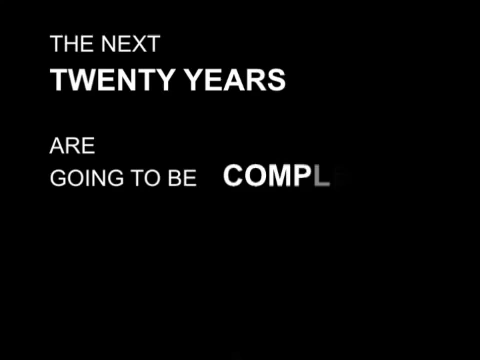 THE NEXT
TWENTY YEARS
ARE
GOING TO BE COMPL